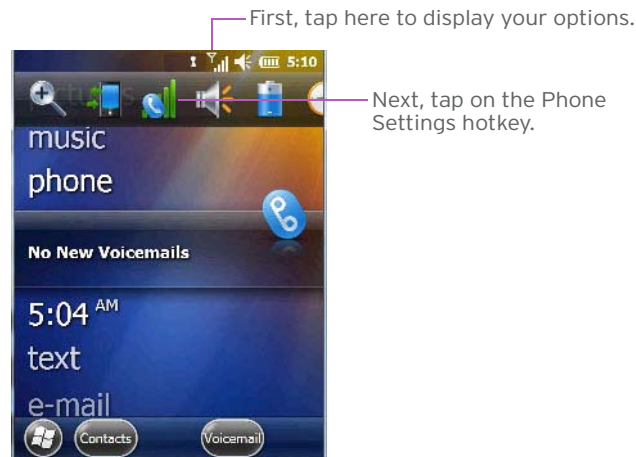 First, tap here to display your options.
5:10
Next, tap on the Phone
Settings hotkey.
pictures
music
phone
No New Voicemails
5:04 AM
text
e-mail
Contacts
Voicemail